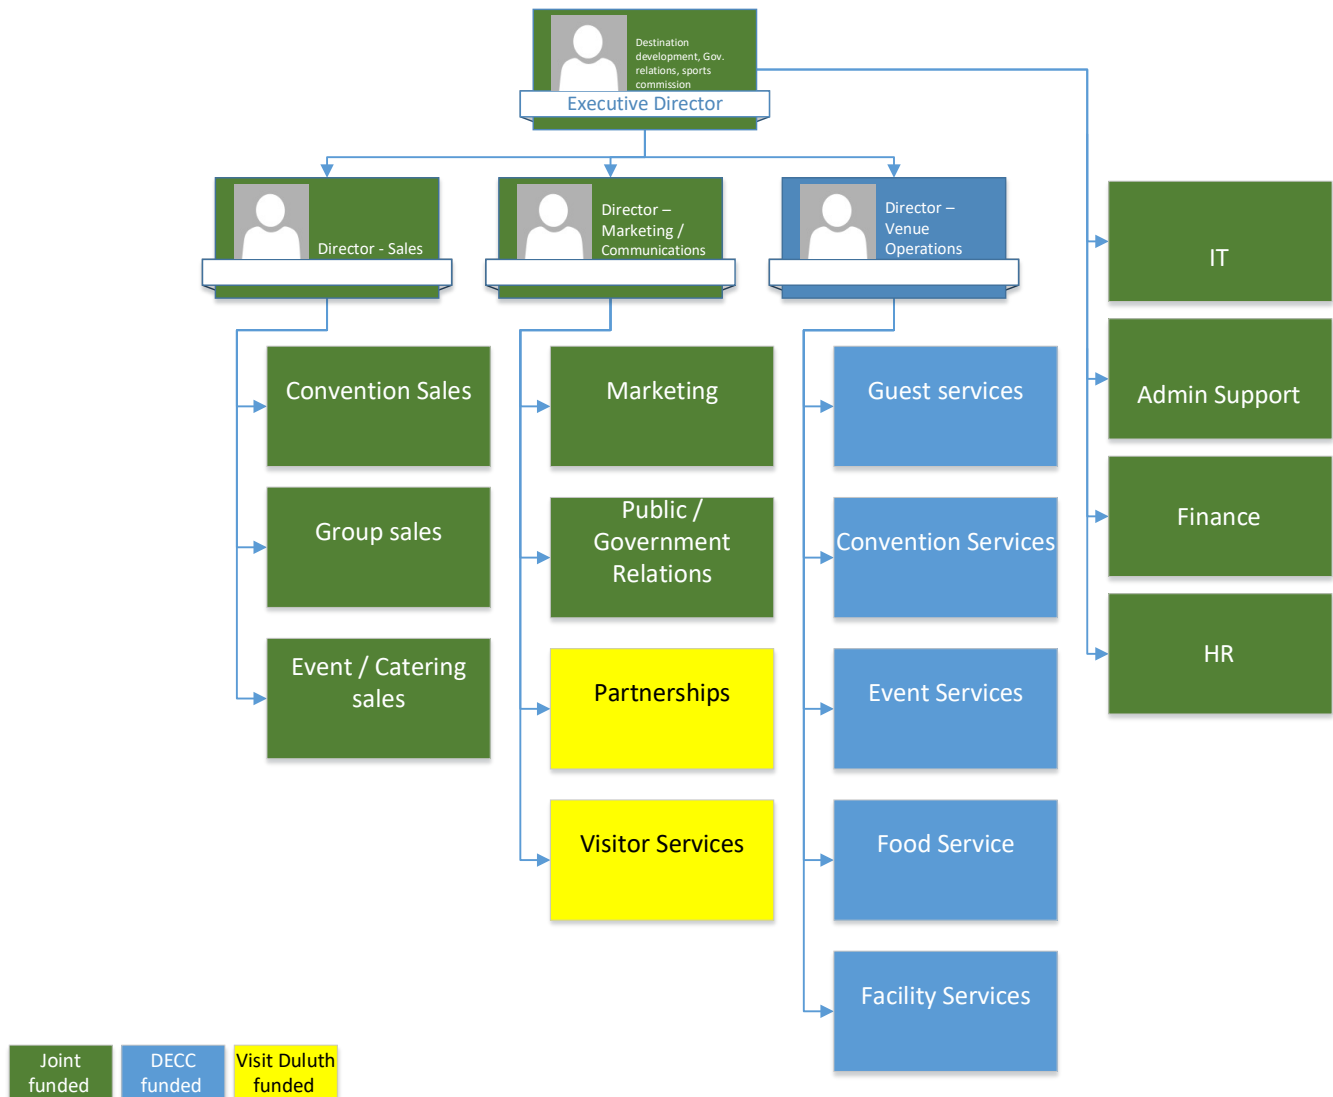 Destination
development, Gov.
relations, sports
commission
Executive Director
Director - Sales
Director –
Marketing /
Communications
Director –
Venue
Operations
IT
Admin Support
Finance
HR
Convention Sales
Group sales
Event / Catering
sales
Marketing
Public /
Government
Relations
Partnerships
Visitor Services
Guest services
Convention Services
Event Services
Food Service
Facility Services
Joint
funded
DECC
funded
Visit Duluth
funded